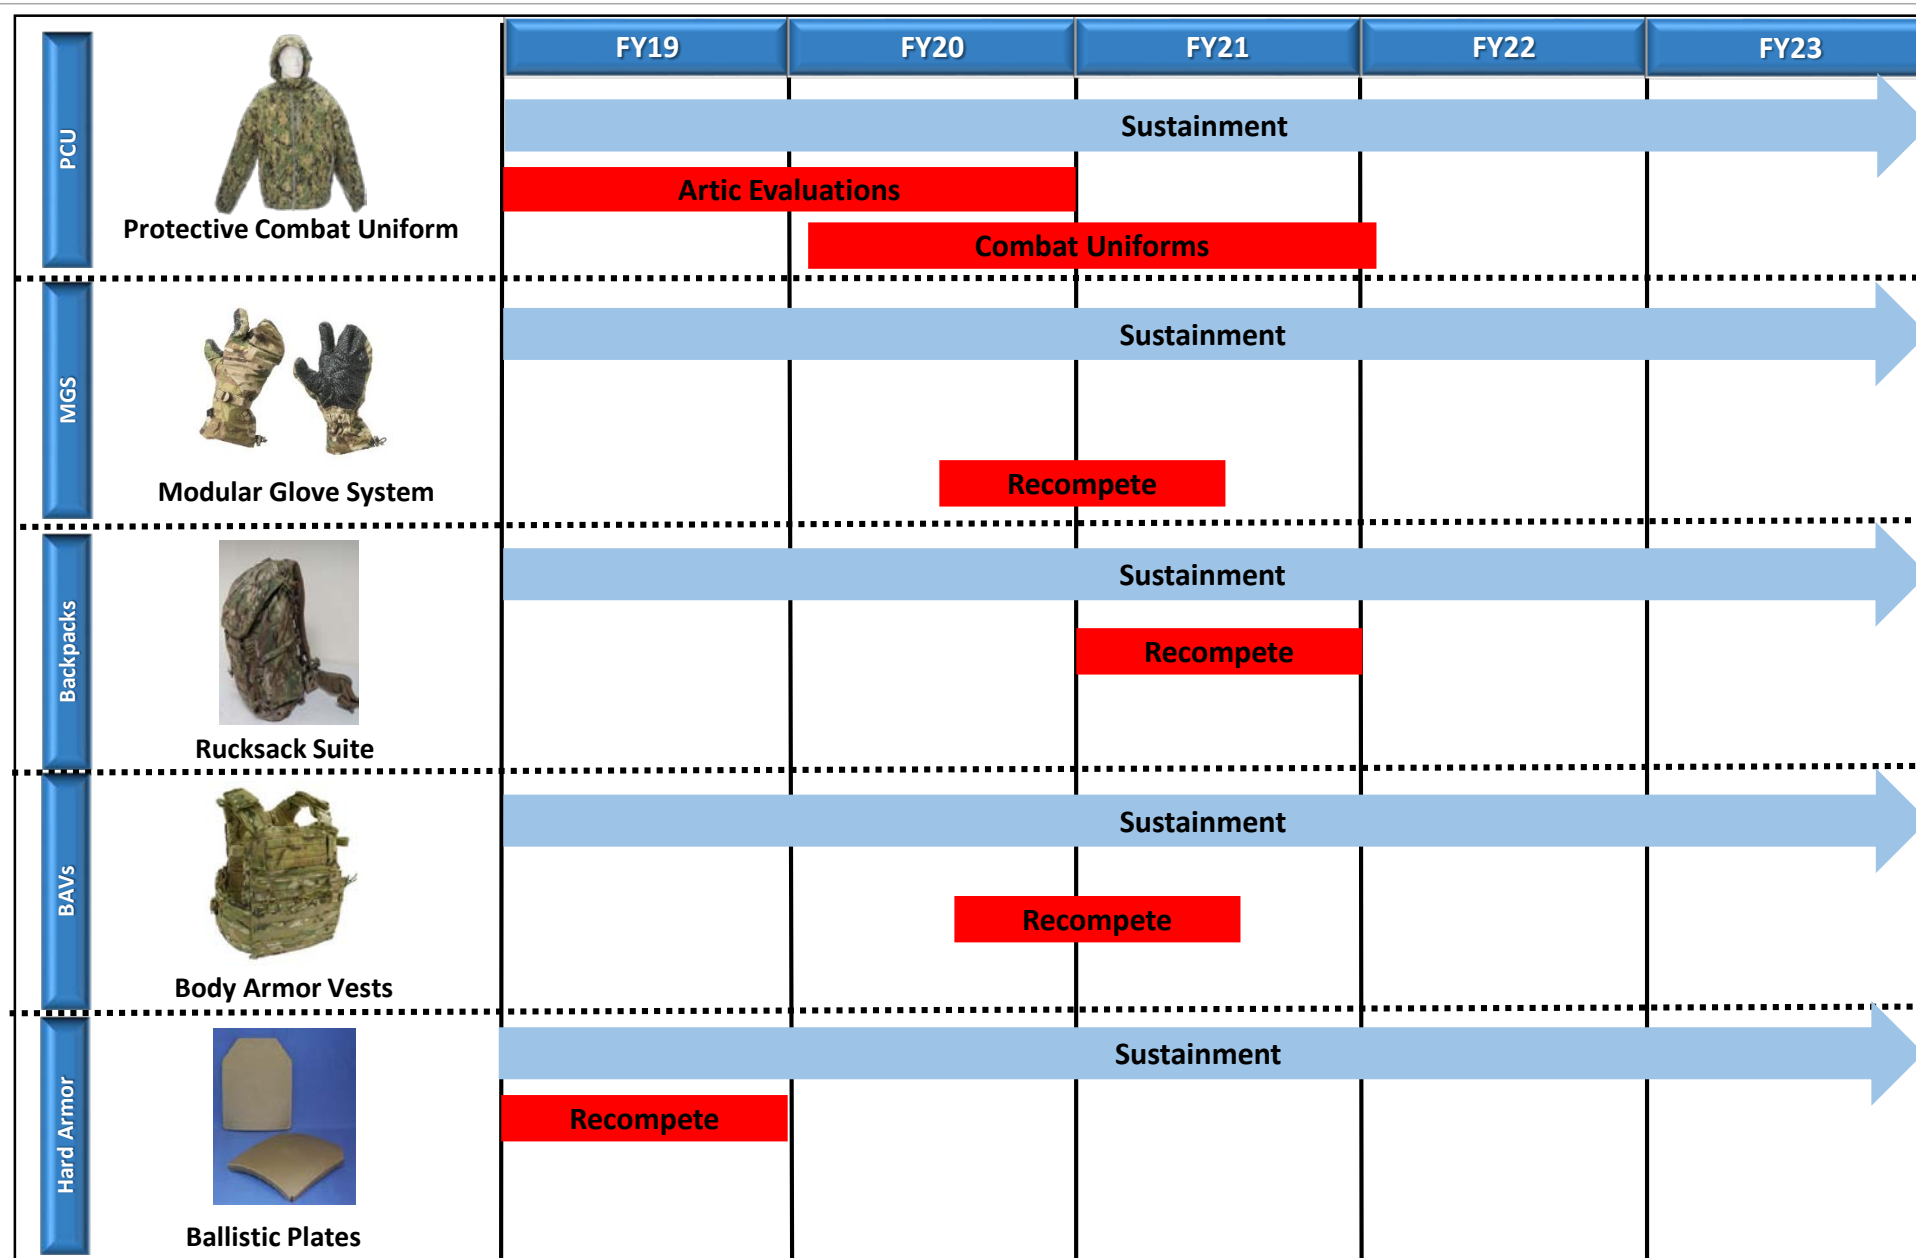 FY19 FY20 FY21 FY22 FY23
PCU
Protective Combat Uniform
Sustainment
Artic Evaluations
Combat Uniforms
MGS
Modular Glove System
Sustainment
Recompete
Backpacks
Rucksack Suite
Sustainment
Recompete
BAVs
Body Armor Vests
Sustainment
Recompete
Hard Armor
Ballistic Plates
Sustainment
Recompete